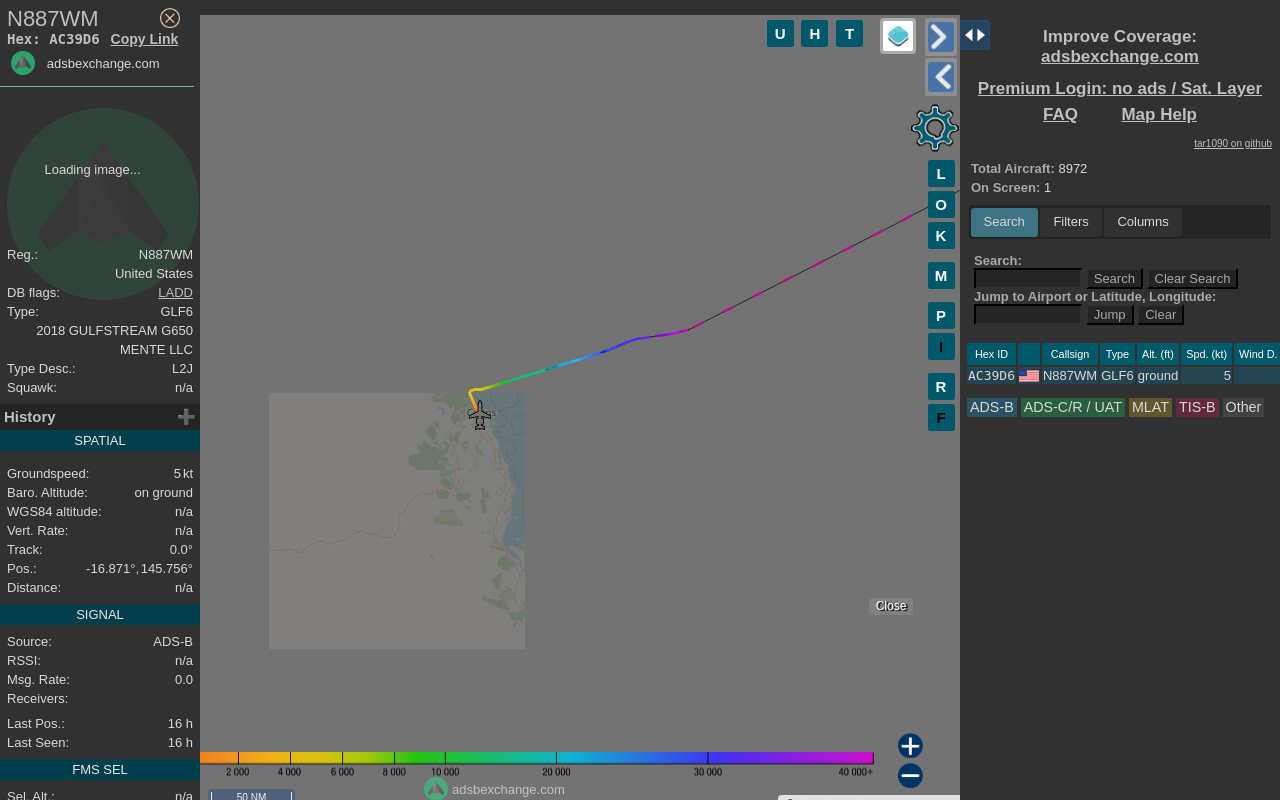 N887WM
Hex: AC39D6 Copy Link
adsbexchange.com
Loading image...
Reg.: N887WM
United States
DB flags: LADD
Type: GLF6
2018 GULFSTREAM G650
MENTE LLC
Type Desc.: L2J
Squawk: n/a
History
SPATIAL
Groundspeed: 5 kt
Baro. Altitude: on ground
WGS84 altitude: n/a
Vert. Rate: n/a
Track: 0.0°
Pos.: -16.871°, 145.756°
Distance: n/a
SIGNAL
Source: ADS-B
RSSI: n/a
Msg. Rate: 0.0
Receivers:
Last Pos.: 16 h
Last Seen: 16 h
FMS SEL
Sel. Alt.: n/a
U H T
L
O
K
M
P
I
R
F
Close
2 000 4 000 6 000 8 000 10 000 20 000 30 000 40 000+
adsbexchange.com
50 NM
Improve Coverage:
adsbexchange.com
Premium Login: no ads / Sat. Layer
FAQ Map Help
tar1090 on github
Total Aircraft: 8972
On Screen: 1
Search Filters Columns
Search:
Search Clear Search
Jump to Airport or Latitude, Longitude:
Jump Clear
Hex ID Callsign Type Alt. (ft) Spd. (kt) Wind D.
AC39D6 N887WM GLF6 ground 5
ADS-B ADS-C/R / UAT MLAT TIS-B Other